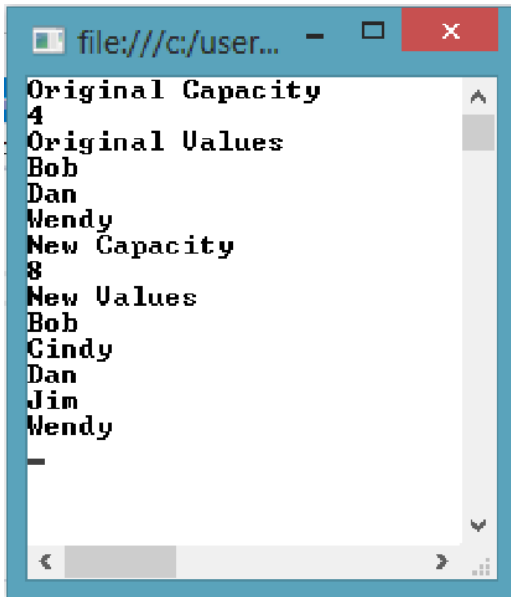 file:///c:/user...
Original Capacity
4
Original Values
Bob
Dan
Wendy
New Capacity
8
New Values
Bob
Cindy
Dan
Jim
Wendy